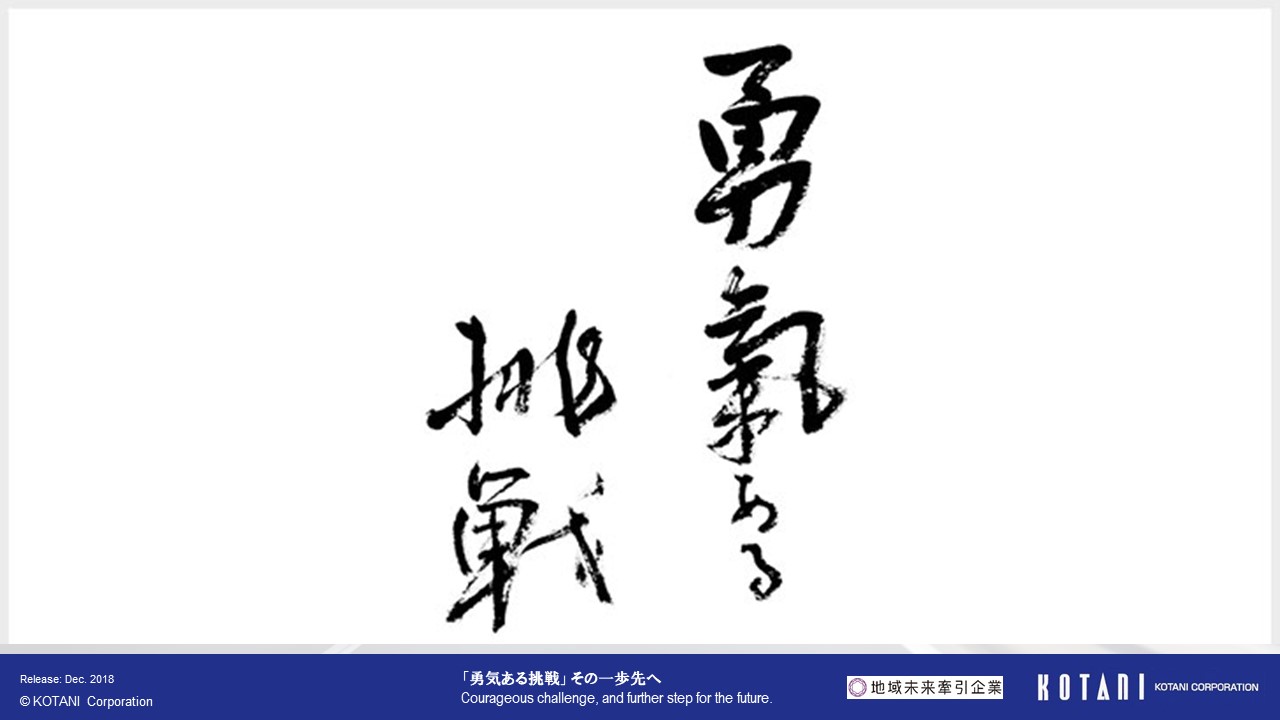 勇氣ある
挑戦
Release: Dec. 2018
© KOTANI Corporation
「勇気ある挑戦」その一歩先へ
Courageous challenge, and further step for the future.
地域未来牽引企業
KOTANI KOTANI CORPORATION